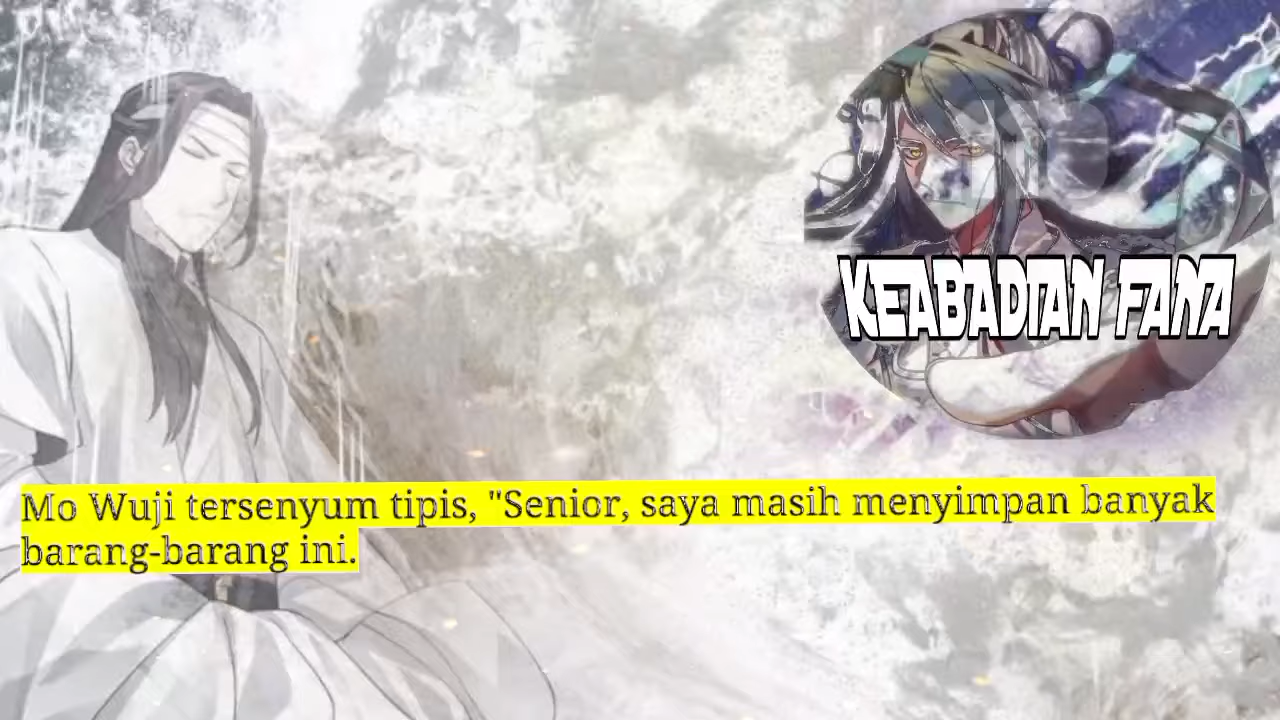 KEABADIAN FANA
Mo Wuji tersenyum tipis, "Senior, saya masih menyimpan banyak
barang-barang ini.